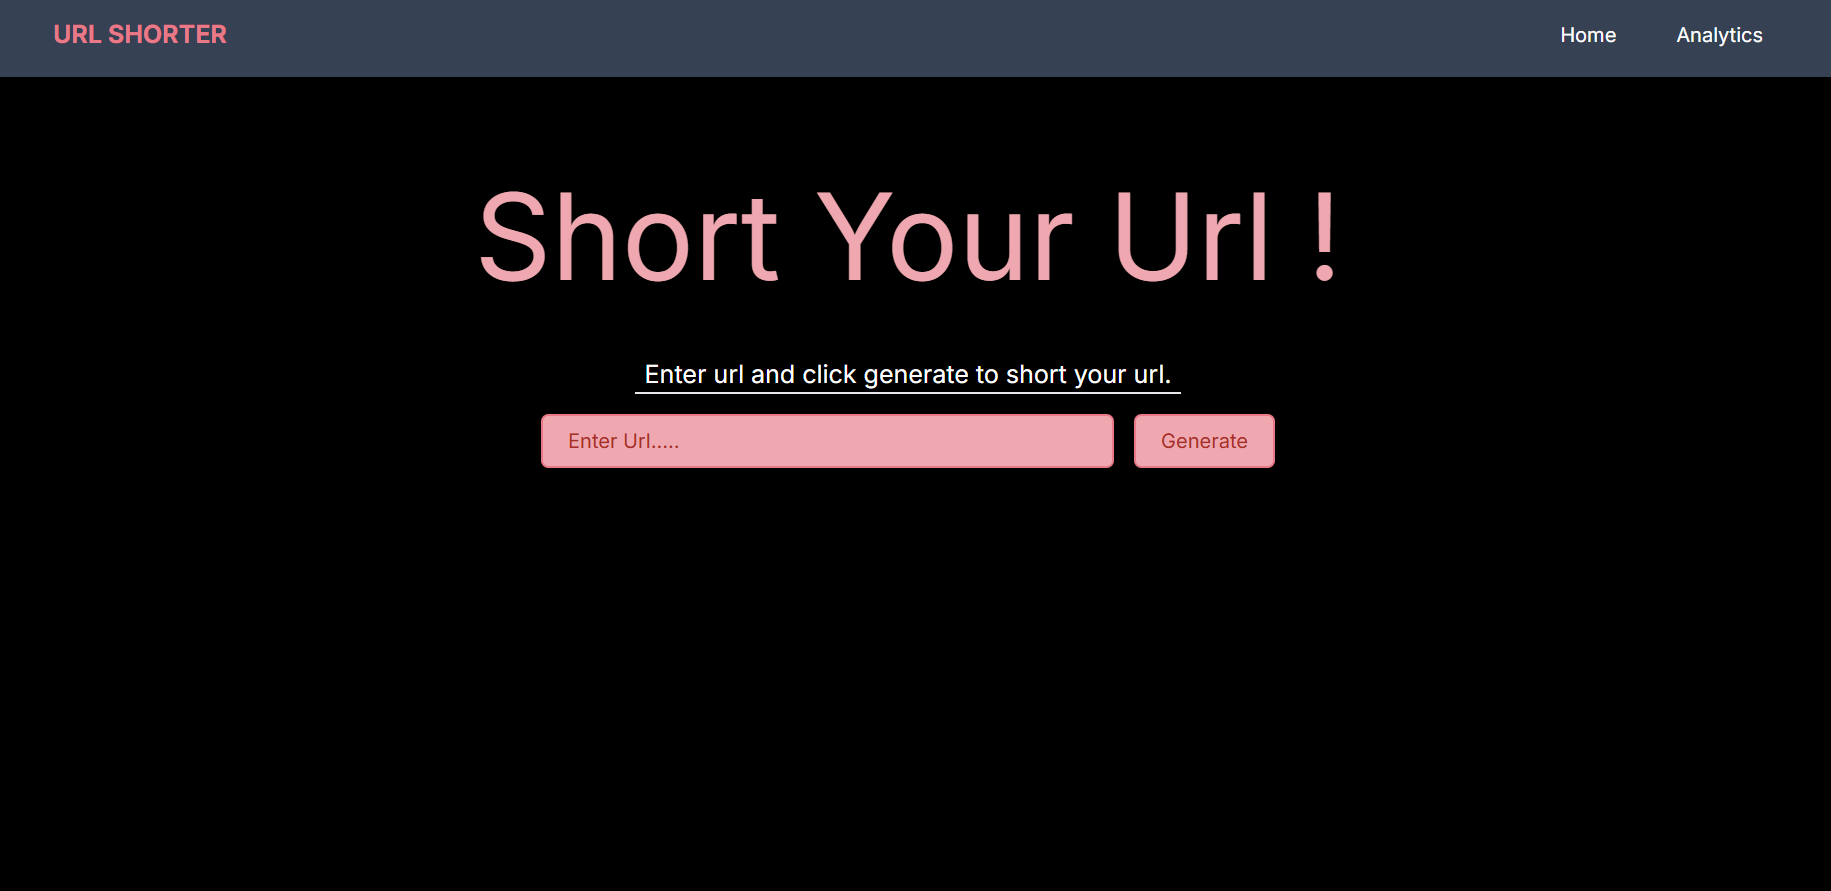 URL SHORTER
Home
Analytics
Short Your Url !
Enter url and click generate to short your url.
Enter Url.....
Generate